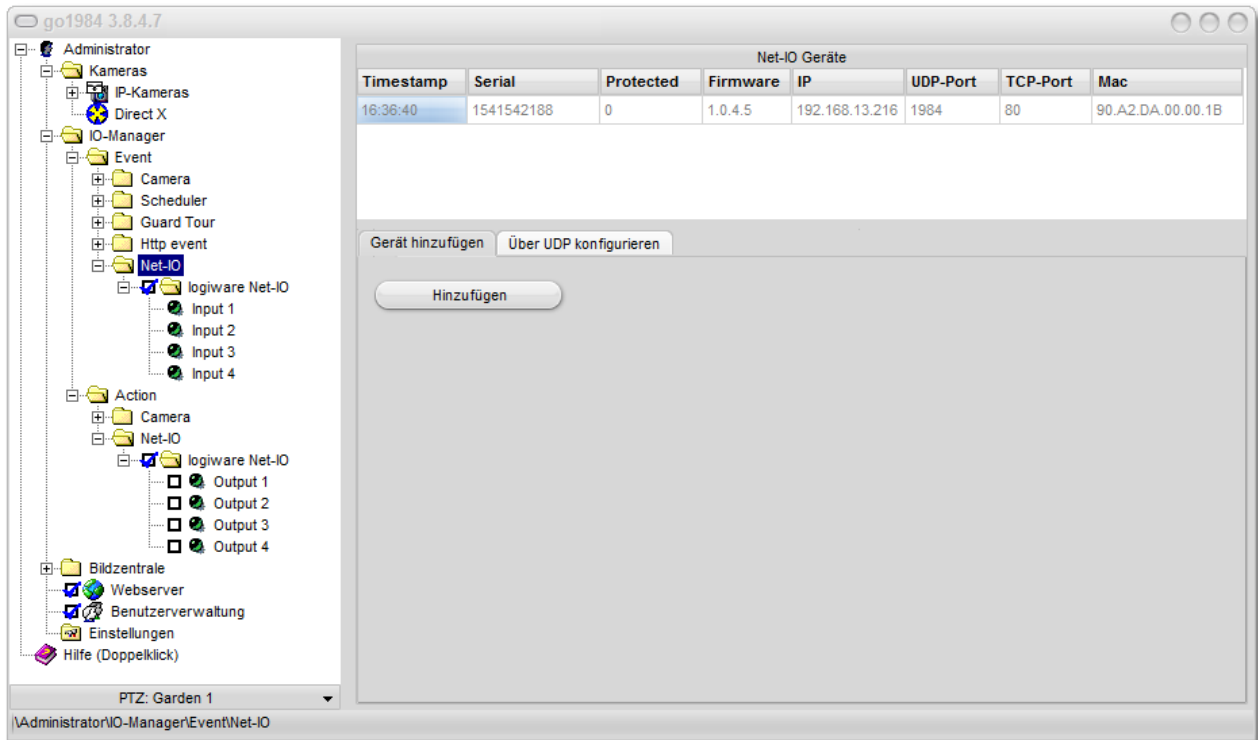 go1984 3.8.4.7
Administrator
Kameras
IP-Kameras
Direct X
IO-Manager
Event
Camera
Scheduler
Guard Tour
Http event
Net-IO
logiware Net-IO
Input 1
Input 2
Input 3
Input 4
Action
Camera
Net-IO
logiware Net-IO
Output 1
Output 2
Output 3
Output 4
Bildzentrale
Webserver
Benutzerverwaltung
Einstellungen
Hilfe (Doppelklick)
PTZ: Garden 1
Net-IO Geräte
Timestamp Serial Protected Firmware IP UDP-Port TCP-Port Mac
16:36:40 1541542188 0 1.0.4.5 192.168.13.216 1984 80 90.A2.DA.00.00.1B
Gerät hinzufügen Über UDP konfigurieren
Hinzufügen
\Administrator\IO-Manager\Event\Net-IO